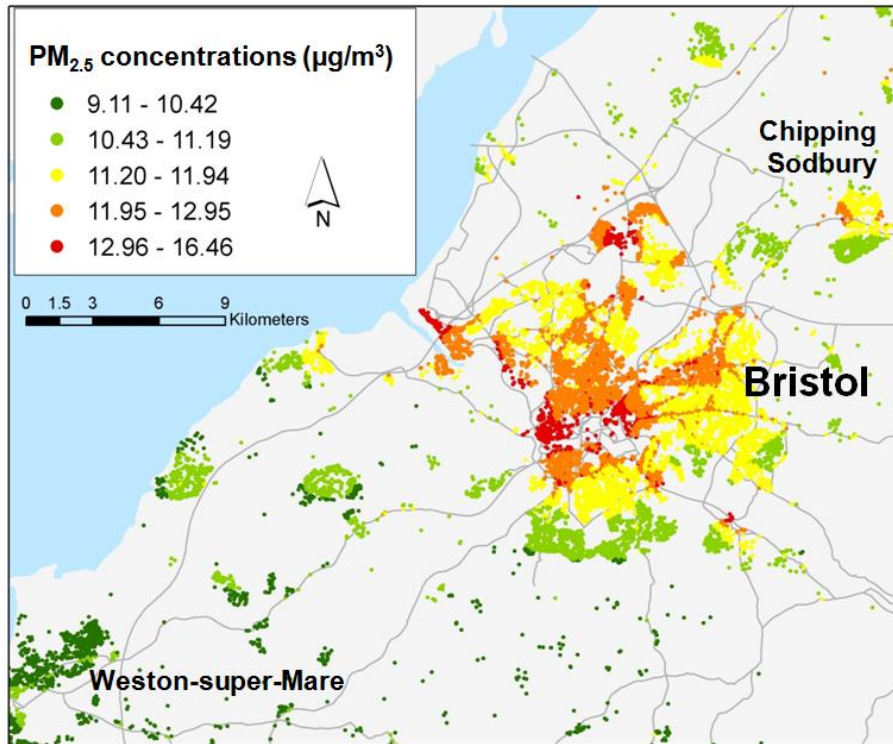 PM2.5 concentrations (µg/m³)
9.11 - 10.42
10.43 - 11.19
11.20 - 11.94
11.95 - 12.95
12.96 - 16.46
N
0 1.5 3 6 9
Kilometers
Chipping
Sodbury
Bristol
Weston-super-Mare